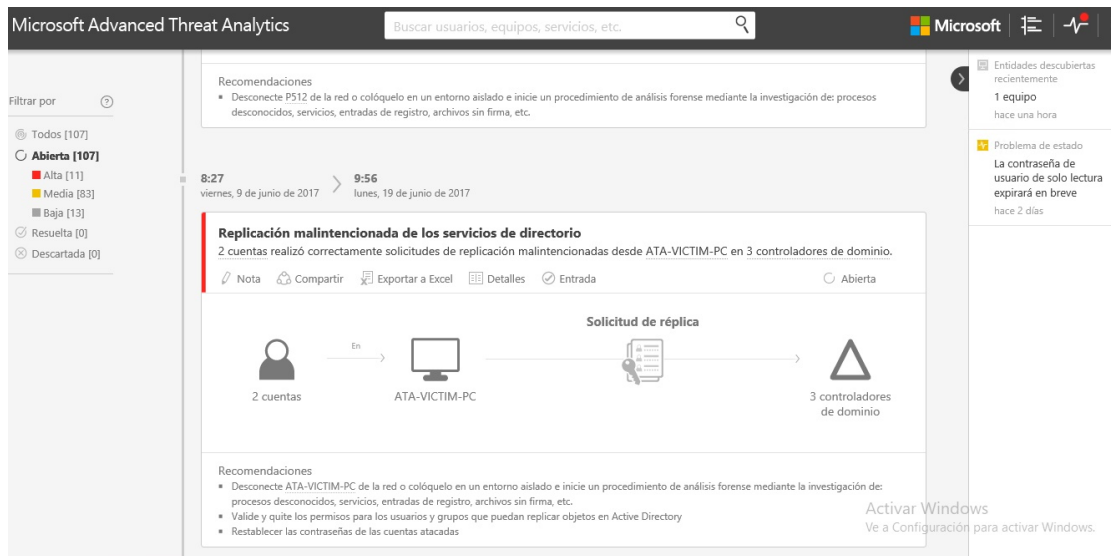 Microsoft Advanced Threat Analytics
Buscar usuarios, equipos, servicios, etc.
Microsoft
Filtrar por
?
Todos [107]
Abierta [107]
Alta [11]
Media [83]
Baja [13]
Resuelta [0]
Descartada [0]
Recomendaciones
Desconecte P512 de la red o colóquelo en un entorno aislado e inicie un procedimiento de análisis forense mediante la investigación de: procesos
desconocidos, servicios, entradas de registro, archivos sin firma, etc.
8:27
viernes, 9 de junio de 2017
9:56
lunes, 19 de junio de 2017
Replicación malintencionada de los servicios de directorio
2 cuentas realizó correctamente solicitudes de replicación malintencionadas desde ATA-VICTIM-PC en 3 controladores de dominio.
Nota
Compartir
Exportar a Excel
Detalles
Entrada
Abierta
Solicitud de réplica
En
2 cuentas
ATA-VICTIM-PC
3 controladores
de dominio
Recomendaciones
Desconecte ATA-VICTIM-PC de la red o colóquelo en un entorno aislado e inicie un procedimiento de análisis forense mediante la investigación de:
procesos desconocidos, servicios, entradas de registro, archivos sin firma, etc.
Valide y quite los permisos para los usuarios y grupos que puedan replicar objetos en Active Directory
Restablecer las contraseñas de las cuentas atacadas
Entidades descubiertas
recientemente
1 equipo
hace una hora
Problema de estado
La contraseña de
usuario de solo lectura
expirará en breve
hace 2 días
Activar Windows
Ve a Configuración para activar Windows.